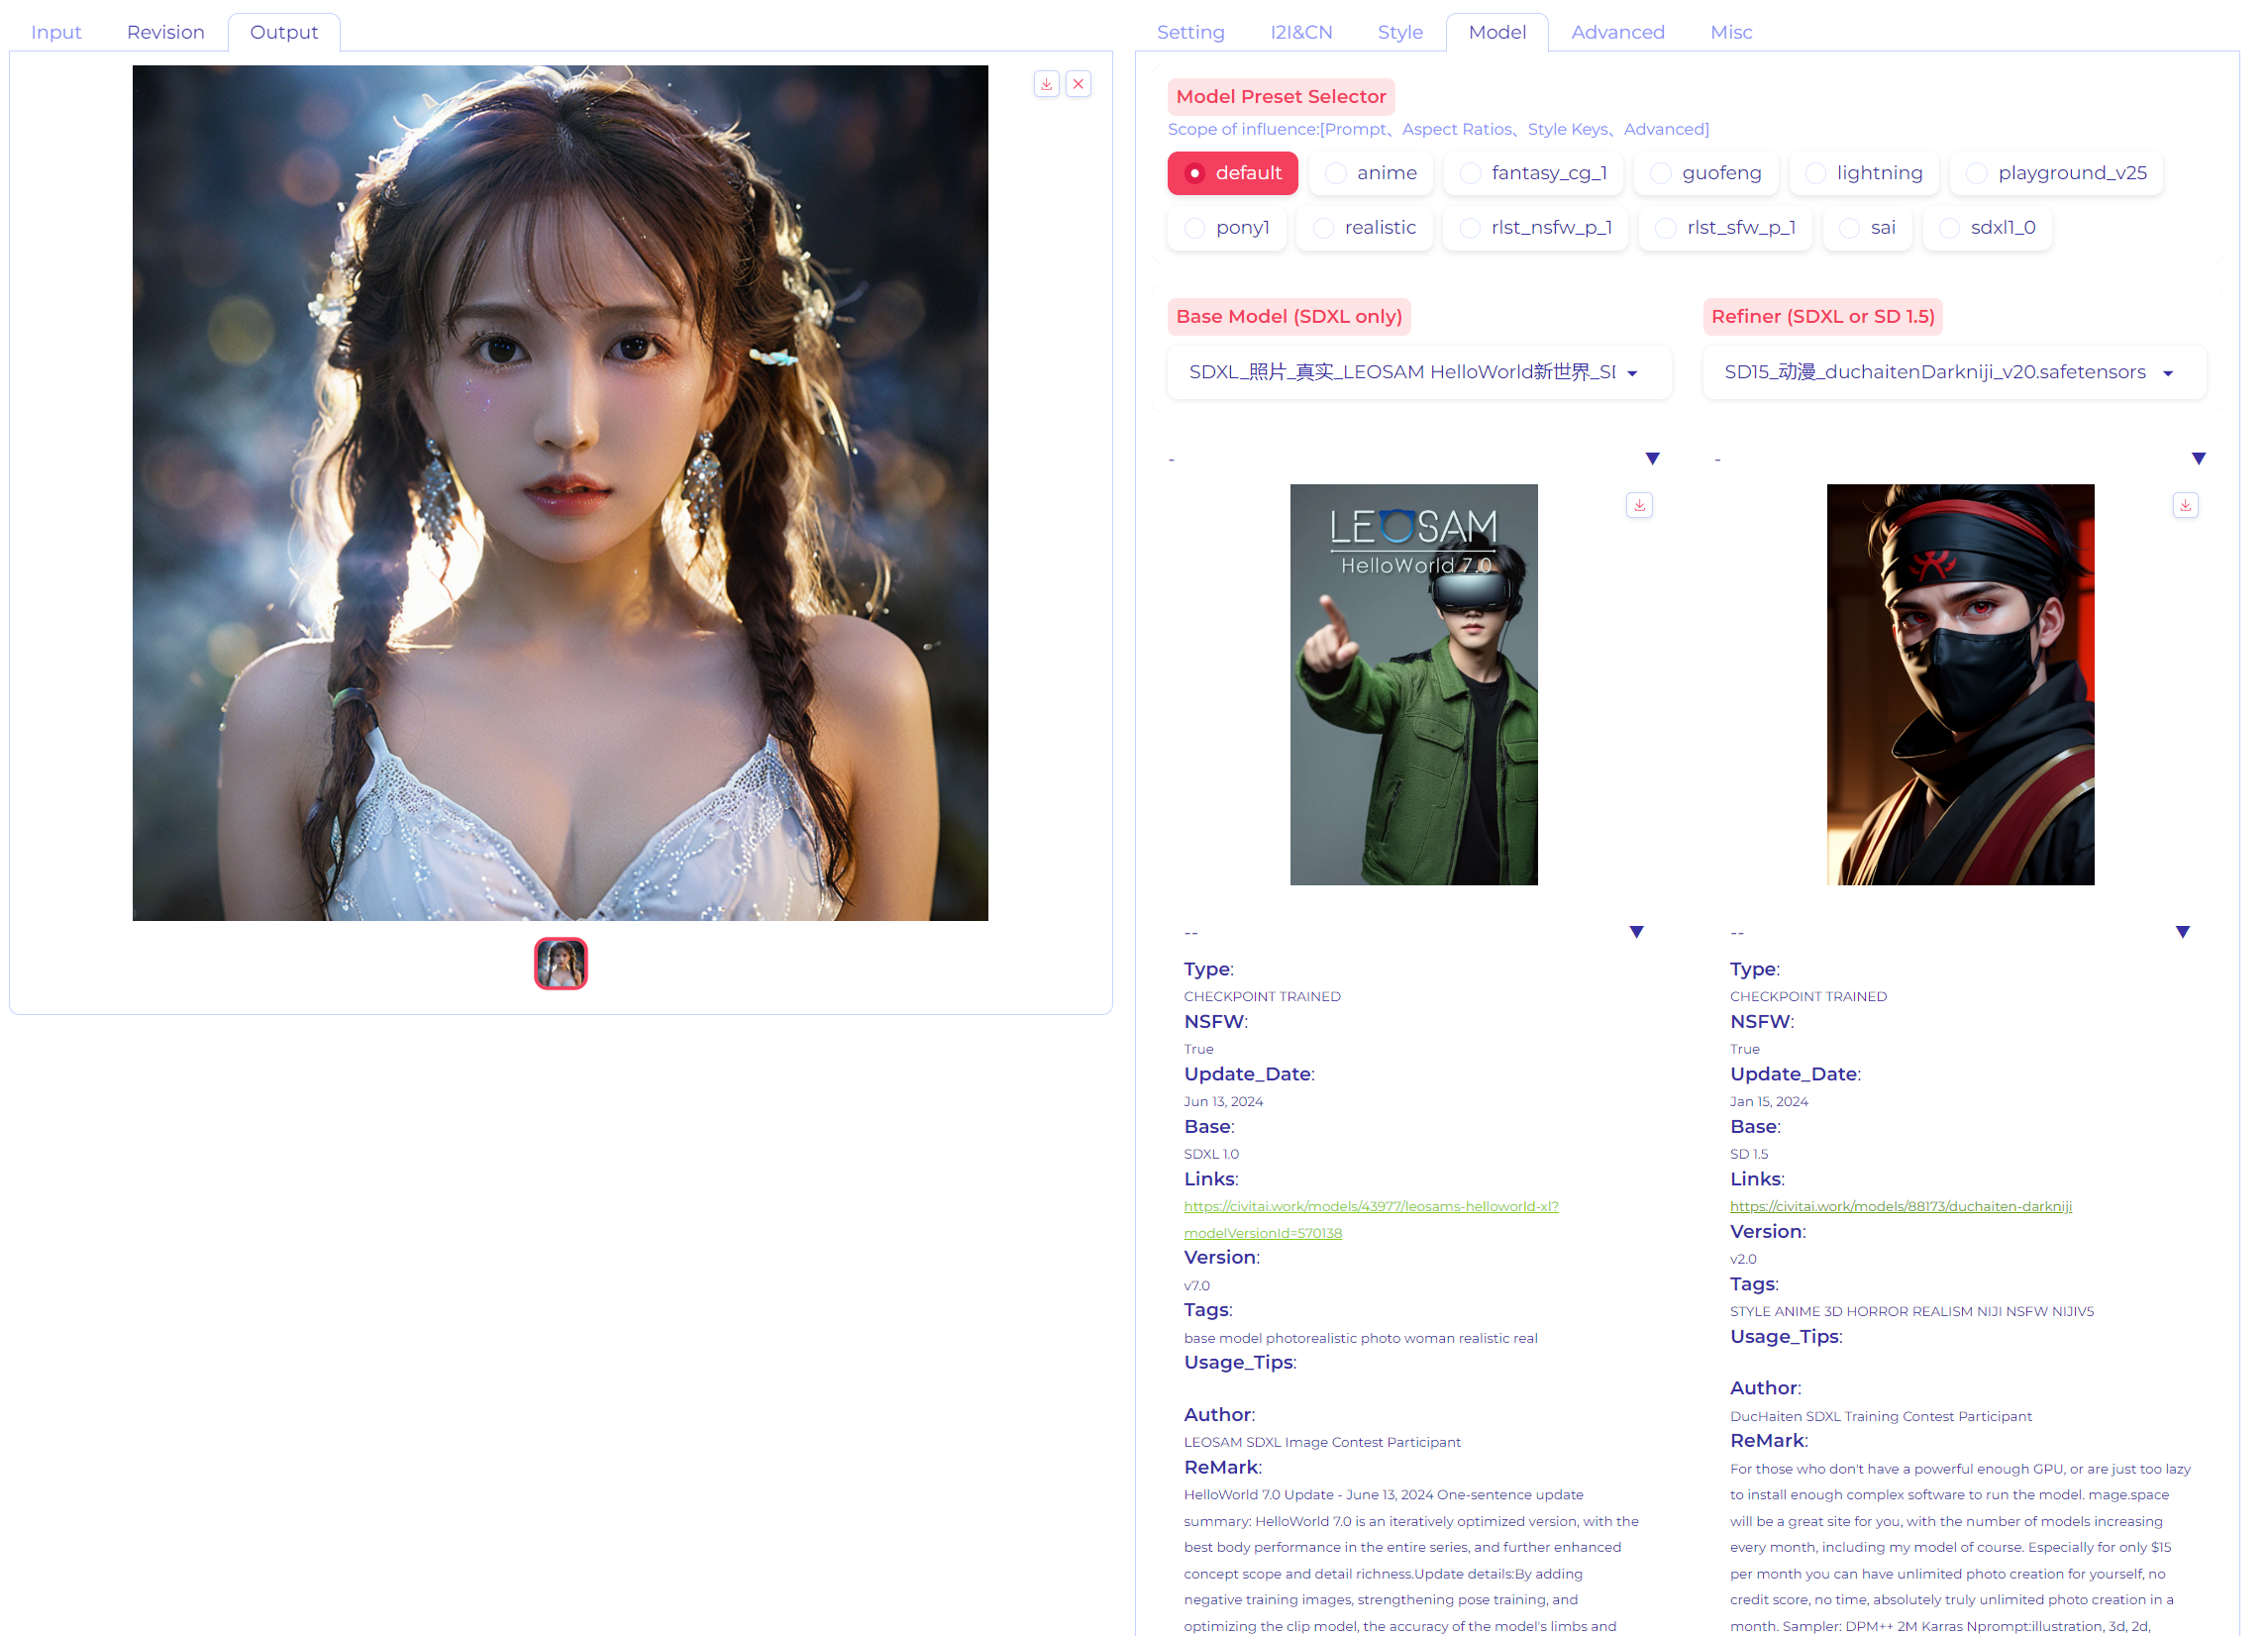 Input Revision Output
Setting I2I&CN Style Model Advanced Misc
Model Preset Selector
Scope of influence:[Prompt、Aspect Ratios、Style Keys、Advanced]
default anime fantasy_cg_1 guofeng lightning playground_v25
pony1 realistic rlst_nsfw_p_1 rlst_sfw_p_1 sai sdxl1_0
Base Model (SDXL only)
SDXL_照片_真实_LEOSAM HelloWorld新世界_SI
Refiner (SDXL or SD 1.5)
SD15_动漫_duchaitenDarkniji_v20.safetensors
-
LEOSAM
HelloWorld 7.0
--
Type:
CHECKPOINT TRAINED
NSFW:
True
Update_Date:
Jun 13, 2024
Base:
SDXL 1.0
Links:
https://civitai.work/models/43977/leosams-helloworld-xl?
modelVersionId=570138
Version:
v7.0
Tags:
base model photorealistic photo woman realistic real
Usage_Tips:
Author:
LEOSAM SDXL Image Contest Participant
ReMark:
HelloWorld 7.0 Update - June 13, 2024 One-sentence update
summary: HelloWorld 7.0 is an iteratively optimized version, with the
best body performance in the entire series, and further enhanced
concept scope and detail richness.Update details:By adding
negative training images, strengthening pose training, and
optimizing the clip model, the accuracy of the model's limbs and
-
--
Type:
CHECKPOINT TRAINED
NSFW:
True
Update_Date:
Jan 15, 2024
Base:
SD 1.5
Links:
https://civitai.work/models/88173/duchaiten-darkniji
Version:
v2.0
Tags:
STYLE ANIME 3D HORROR REALISM NIJI NSFW NIJIV5
Usage_Tips:
Author:
DucHaiten SDXL Training Contest Participant
ReMark:
For those who don't have a powerful enough GPU, or are just too lazy
to install enough complex software to run the model. mage.space
will be a great site for you, with the number of models increasing
every month, including my model of course. Especially for only $15
per month you can have unlimited photo creation for yourself, no
credit score, no time, absolutely truly unlimited photo creation in a
month. Sampler: DPM++ 2M Karras Nprompt:illustration, 3d, 2d,